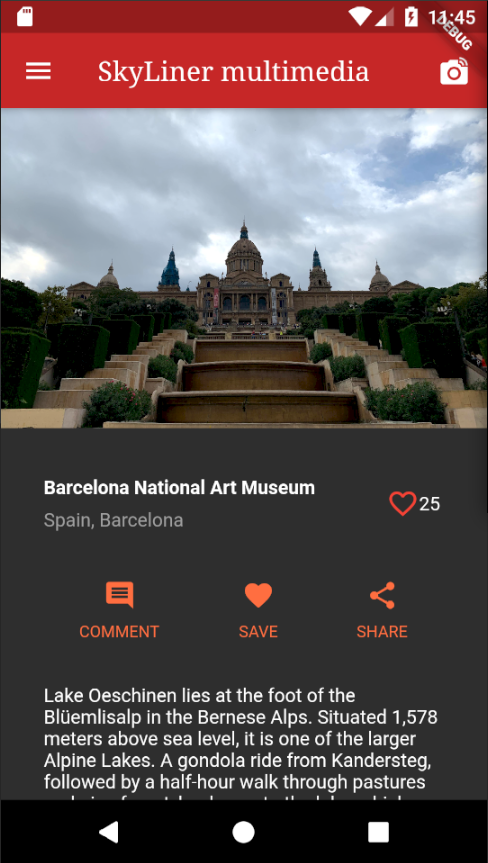 11:45
DEBUG
SkyLiner multimedia
Barcelona National Art Museum
25
Spain, Barcelona
COMMENT SAVE SHARE
Lake Oeschinen lies at the foot of the
Blüemlisalp in the Bernese Alps. Situated 1,578
meters above sea level, it is one of the larger
Alpine Lakes. A gondola ride from Kandersteg,
followed by a half-hour walk through pastures